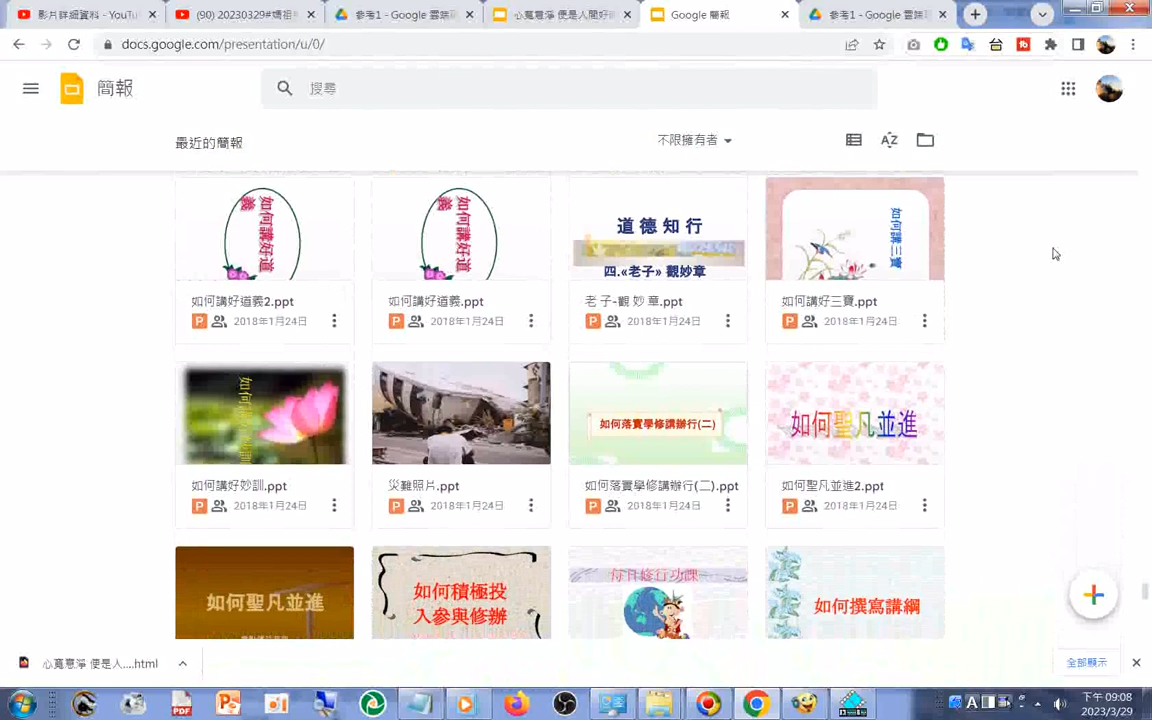 影片詳細資料 - YouTu
(90) 20230329#媽祖
參考1 - Google 雲端
心寬意淨 便是人間好
Google 簡報
參考1 - Google 雲端
docs.google.com/presentation/u/0/
簡報
搜尋
最近的簡報
不限擁有者
AZ
如何講好道義
如何講好道義
道 德 知 行
四.«老子» 觀妙章
如何講三寶
如何講好道義2.ppt
如何講好道義.ppt
老 子-觀 妙 章.ppt
如何講好三寶.ppt
P 2018年1月24日
P 2018年1月24日
P 2018年1月24日
P 2018年1月24日
如何落實學修講辦行(二)
如何聖凡並進
如何講好妙訓.ppt
災難照片.ppt
如何落實學修講辦行(二).ppt
如何聖凡並進2.ppt
P 2018年1月24日
P 2018年1月24日
P 2018年1月24日
P 2018年1月24日
如何聖凡並進
如何積極投
入參與修辦
每日修行功課
如何撰寫講綱
心寬意淨 便是人....html
全部顯示
下午 09:08
2023/3/29